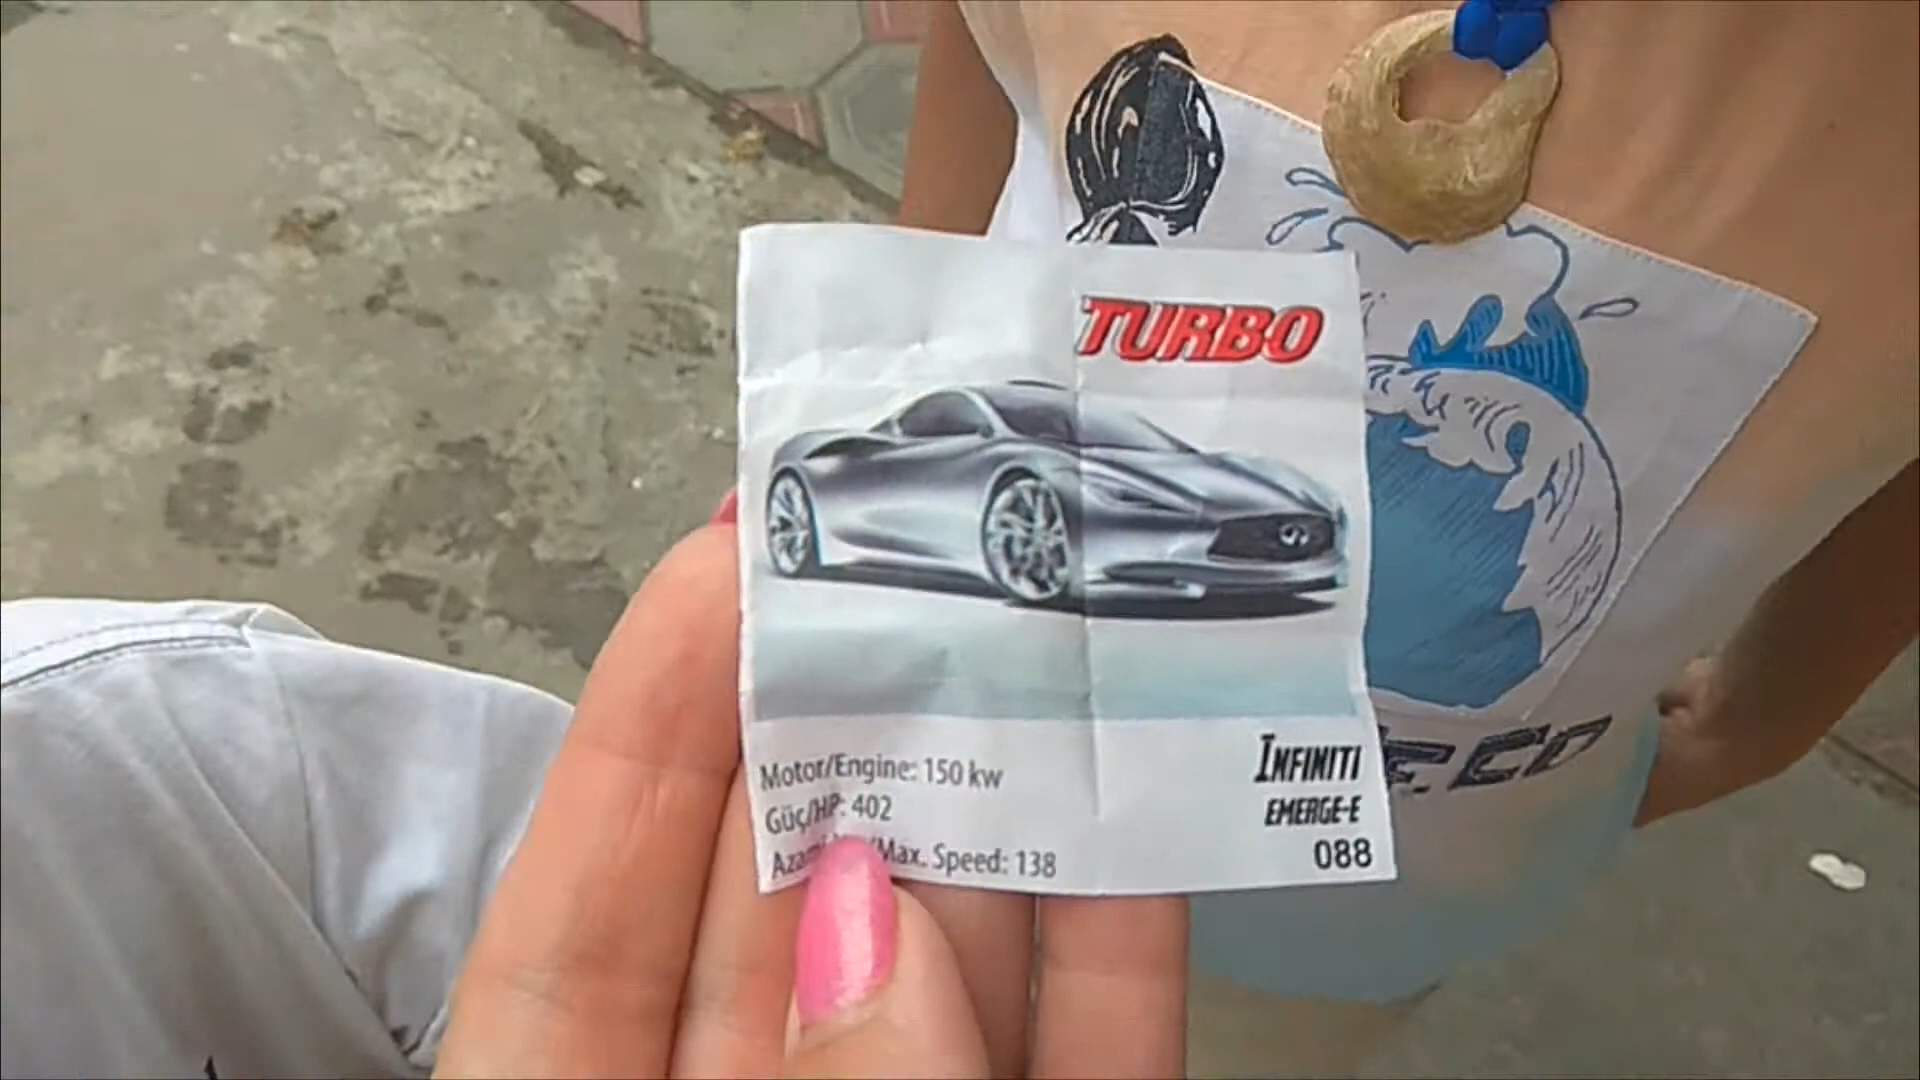 TURBO
Motor/Engine: 150 kw
Güç/HP: 402
Max. Speed: 138
INFINITI
EMERGE-E
088